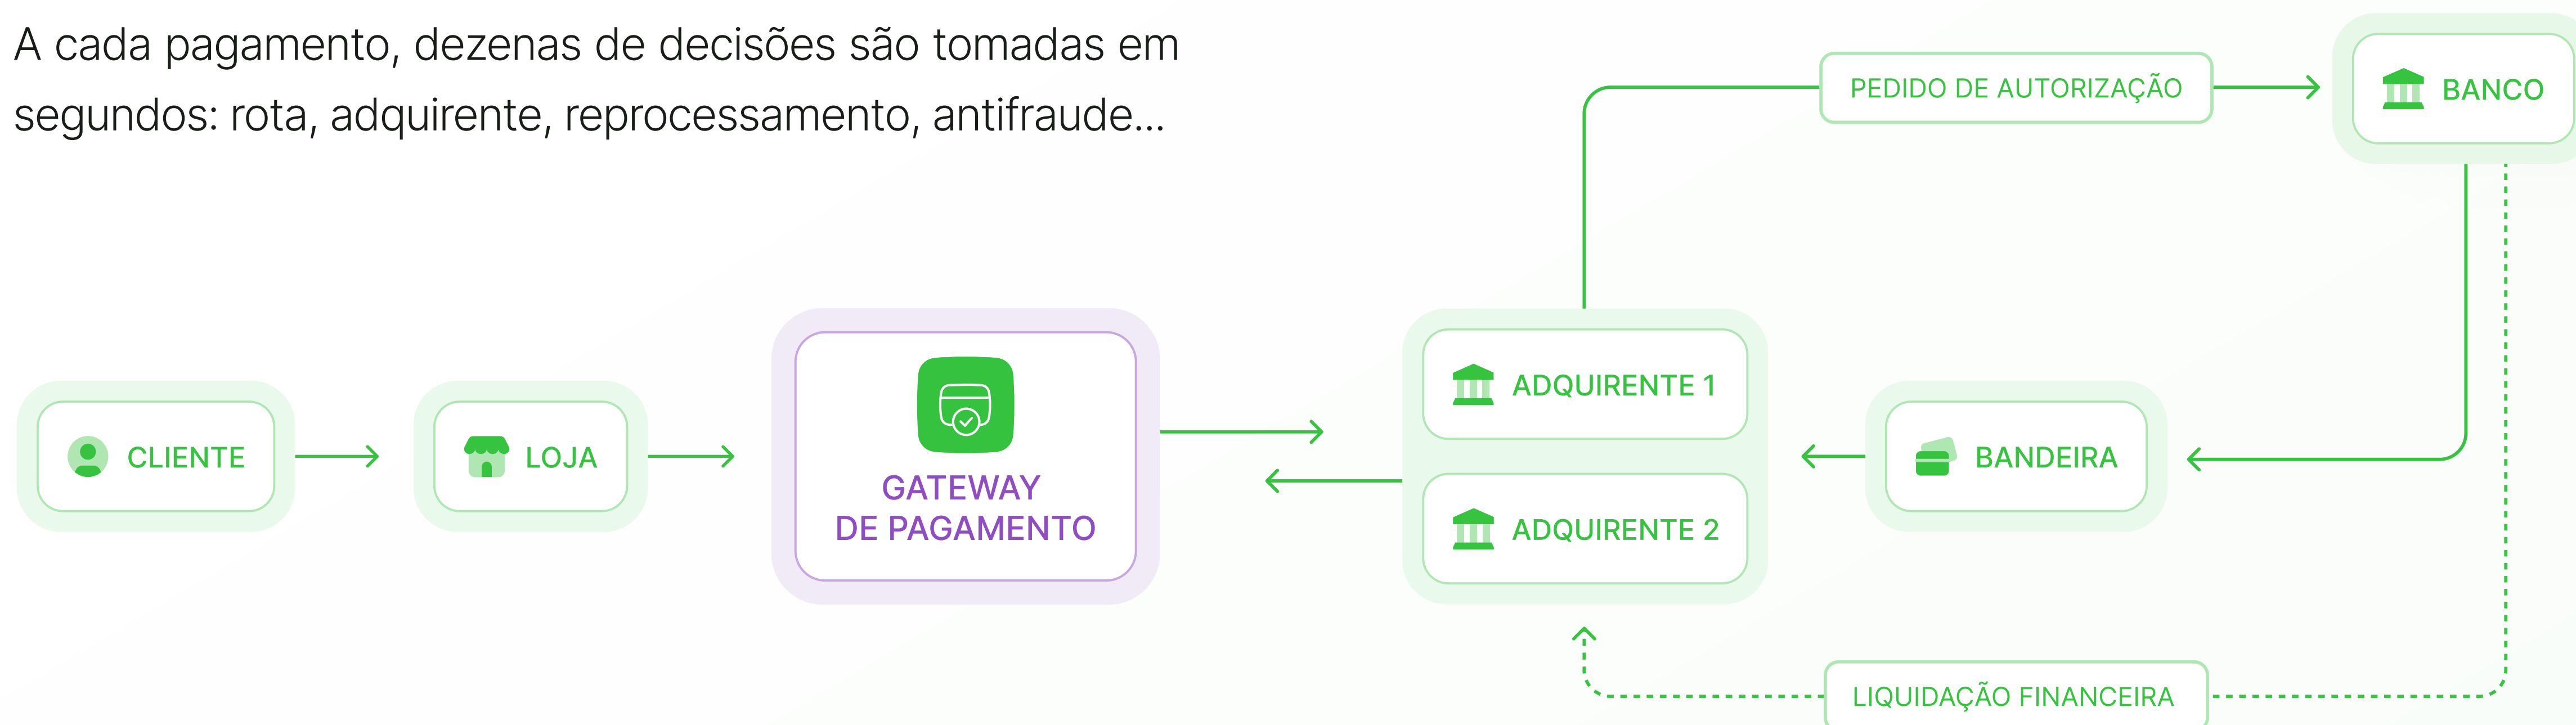 A cada pagamento, dezenas de decisões são tomadas em
segundos: rota, adquirente, reprocessamento, antifraude...
PEDIDO DE AUTORIZAÇÃO
BANCO
CLIENTE
LOJA
GATEWAY
DE PAGAMENTO
ADQUIRENTE 1
ADQUIRENTE 2
BANDEIRA
LIQUIDAÇÃO FINANCEIRA